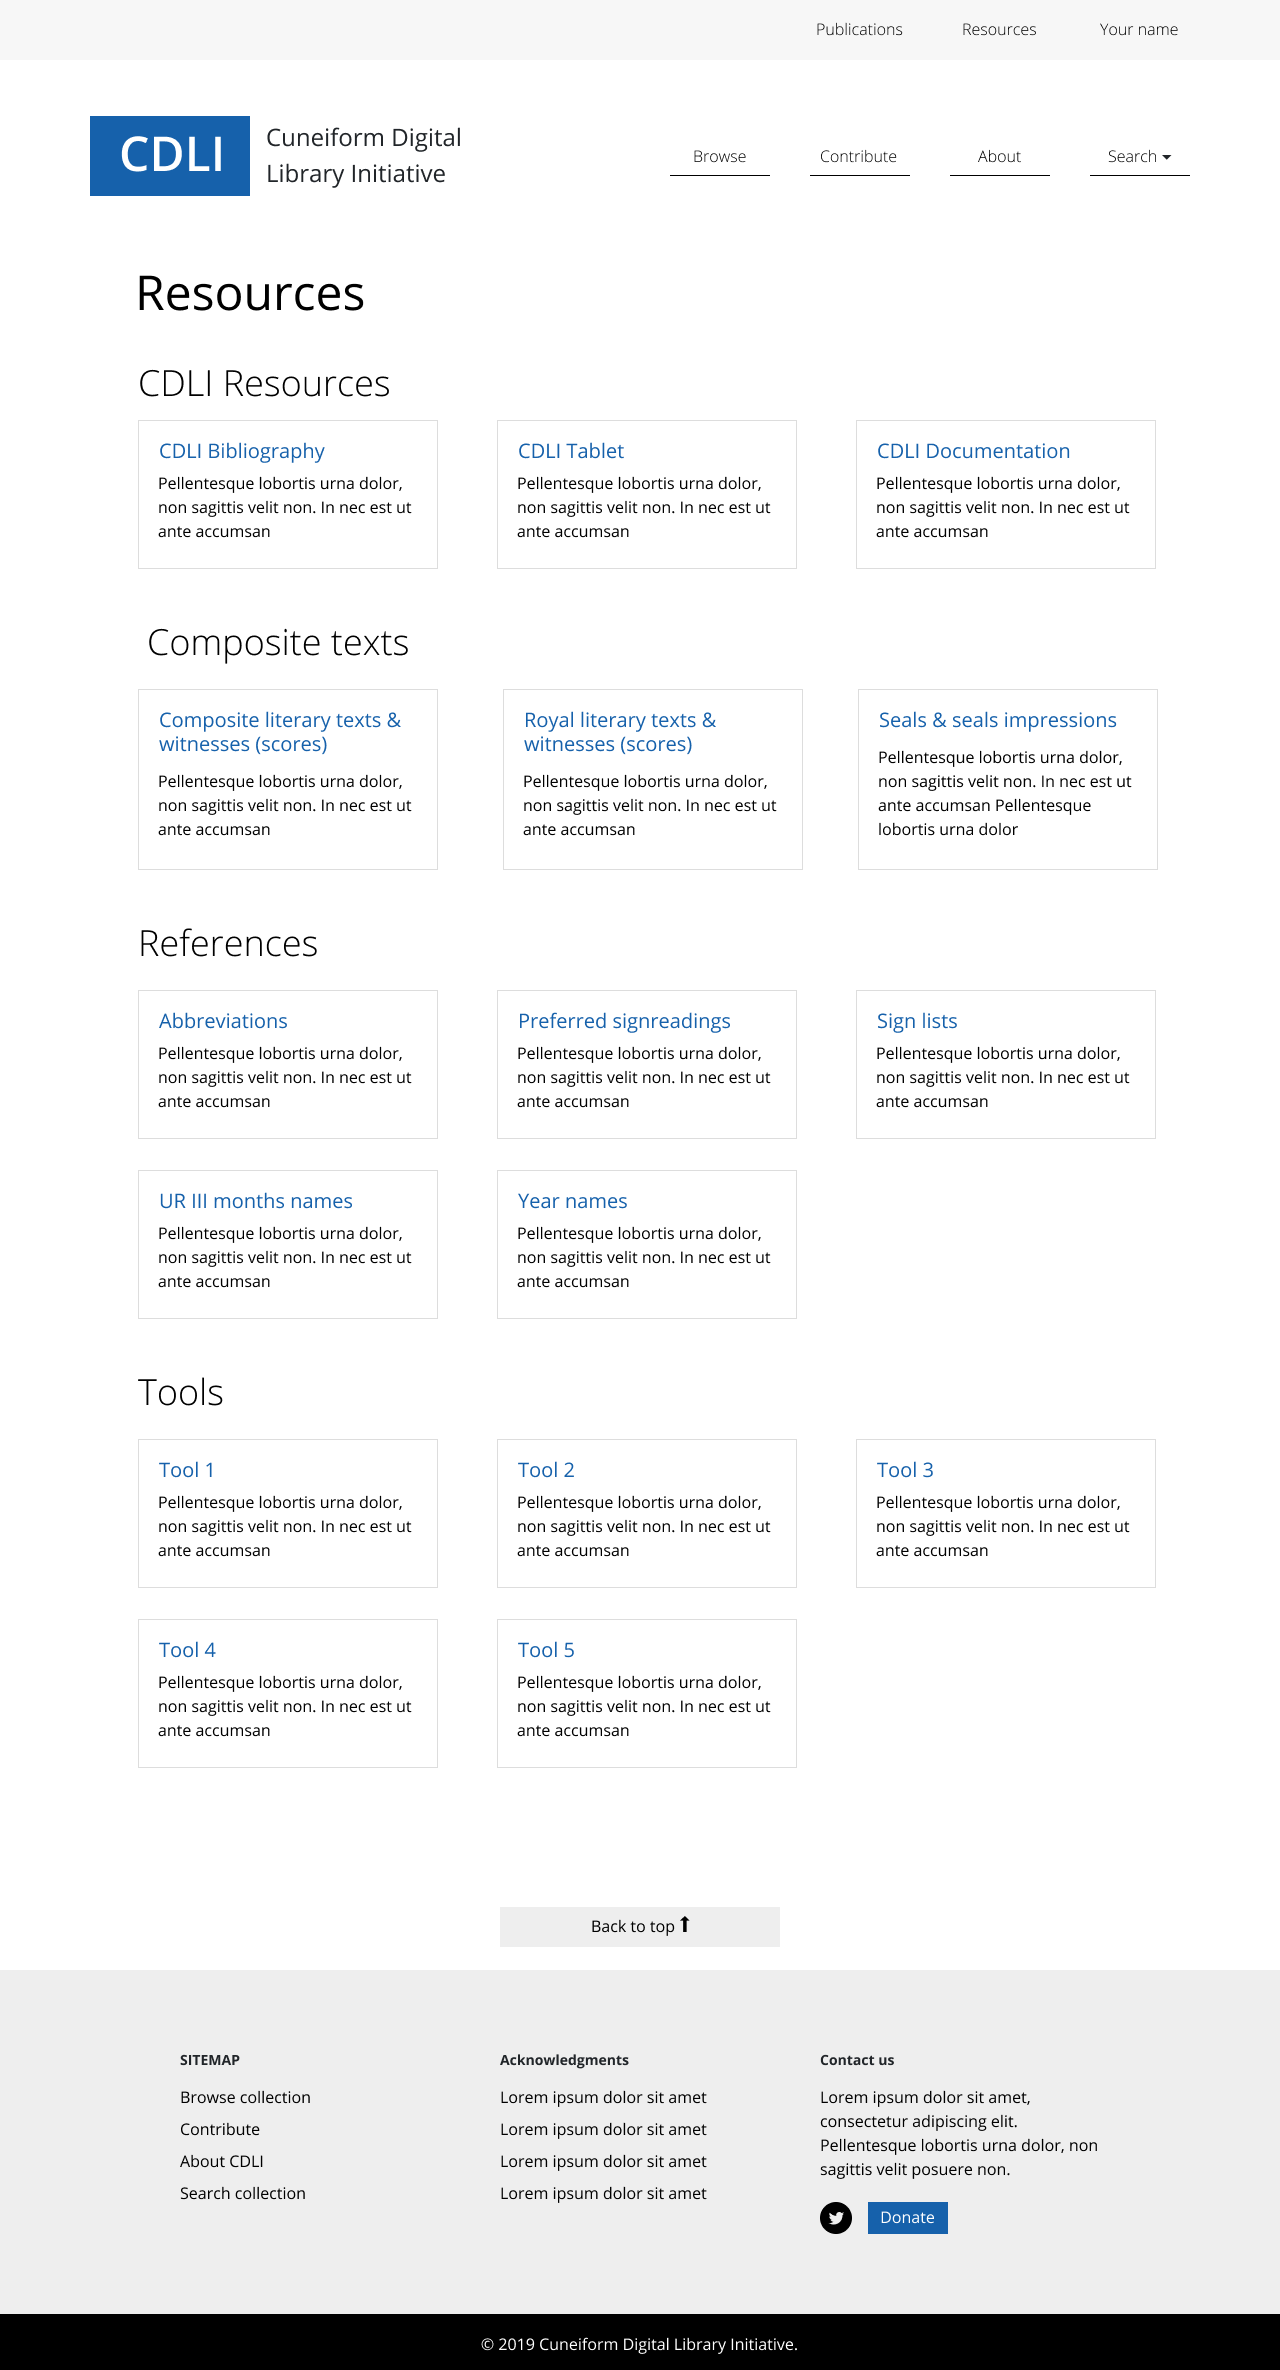 Publications Resources Your name
CDLI
Cuneiform Digital
Library Initiative
Browse Contribute About Search
Resources
CDLI Resources
CDLI Bibliography
Pellentesque lobortis urna dolor,
non sagittis velit non. In nec est ut
ante accumsan
CDLI Tablet
Pellentesque lobortis urna dolor,
non sagittis velit non. In nec est ut
ante accumsan
CDLI Documentation
Pellentesque lobortis urna dolor,
non sagittis velit non. In nec est ut
ante accumsan
Composite texts
Composite literary texts &
witnesses (scores)
Pellentesque lobortis urna dolor,
non sagittis velit non. In nec est ut
ante accumsan
Royal literary texts &
witnesses (scores)
Pellentesque lobortis urna dolor,
non sagittis velit non. In nec est ut
ante accumsan
Seals & seals impressions
Pellentesque lobortis urna dolor,
non sagittis velit non. In nec est ut
ante accumsan Pellentesque
lobortis urna dolor
References
Abbreviations
Pellentesque lobortis urna dolor,
non sagittis velit non. In nec est ut
ante accumsan
Preferred signreadings
Pellentesque lobortis urna dolor,
non sagittis velit non. In nec est ut
ante accumsan
Sign lists
Pellentesque lobortis urna dolor,
non sagittis velit non. In nec est ut
ante accumsan
UR III months names
Pellentesque lobortis urna dolor,
non sagittis velit non. In nec est ut
ante accumsan
Year names
Pellentesque lobortis urna dolor,
non sagittis velit non. In nec est ut
ante accumsan
Tools
Tool 1
Pellentesque lobortis urna dolor,
non sagittis velit non. In nec est ut
ante accumsan
Tool 2
Pellentesque lobortis urna dolor,
non sagittis velit non. In nec est ut
ante accumsan
Tool 3
Pellentesque lobortis urna dolor,
non sagittis velit non. In nec est ut
ante accumsan
Tool 4
Pellentesque lobortis urna dolor,
non sagittis velit non. In nec est ut
ante accumsan
Tool 5
Pellentesque lobortis urna dolor,
non sagittis velit non. In nec est ut
ante accumsan
Back to top
SITEMAP
Browse collection
Contribute
About CDLI
Search collection
Acknowledgments
Lorem ipsum dolor sit amet
Lorem ipsum dolor sit amet
Lorem ipsum dolor sit amet
Lorem ipsum dolor sit amet
Contact us
Lorem ipsum dolor sit amet,
consectetur adipiscing elit.
Pellentesque lobortis urna dolor, non
sagittis velit posuere non.
Donate
© 2019 Cuneiform Digital Library Initiative.